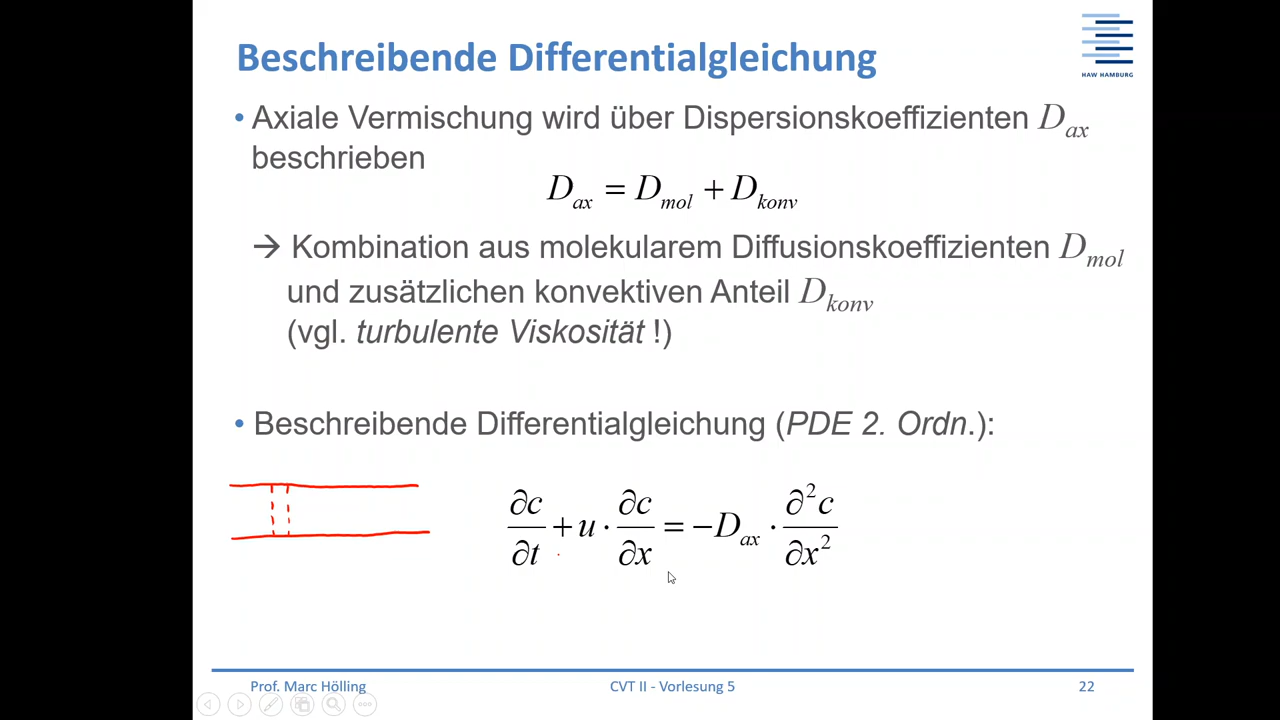 Beschreibende Differentialgleichung
HAW HAMBURG
• Axiale Vermischung wird über Dispersionskoeffizienten D_ax
beschrieben
D_ax = D_mol + D_konv
→ Kombination aus molekularem Diffusionskoeffizienten D_mol
und zusätzlichen konvektiven Anteil D_konv
(vgl. turbulente Viskosität !)
• Beschreibende Differentialgleichung (PDE 2. Ordn.):
∂c/∂t + u · ∂c/∂x = −D_ax · ∂²c/∂x²
Prof. Marc Hölling
CVT II - Vorlesung 5
22